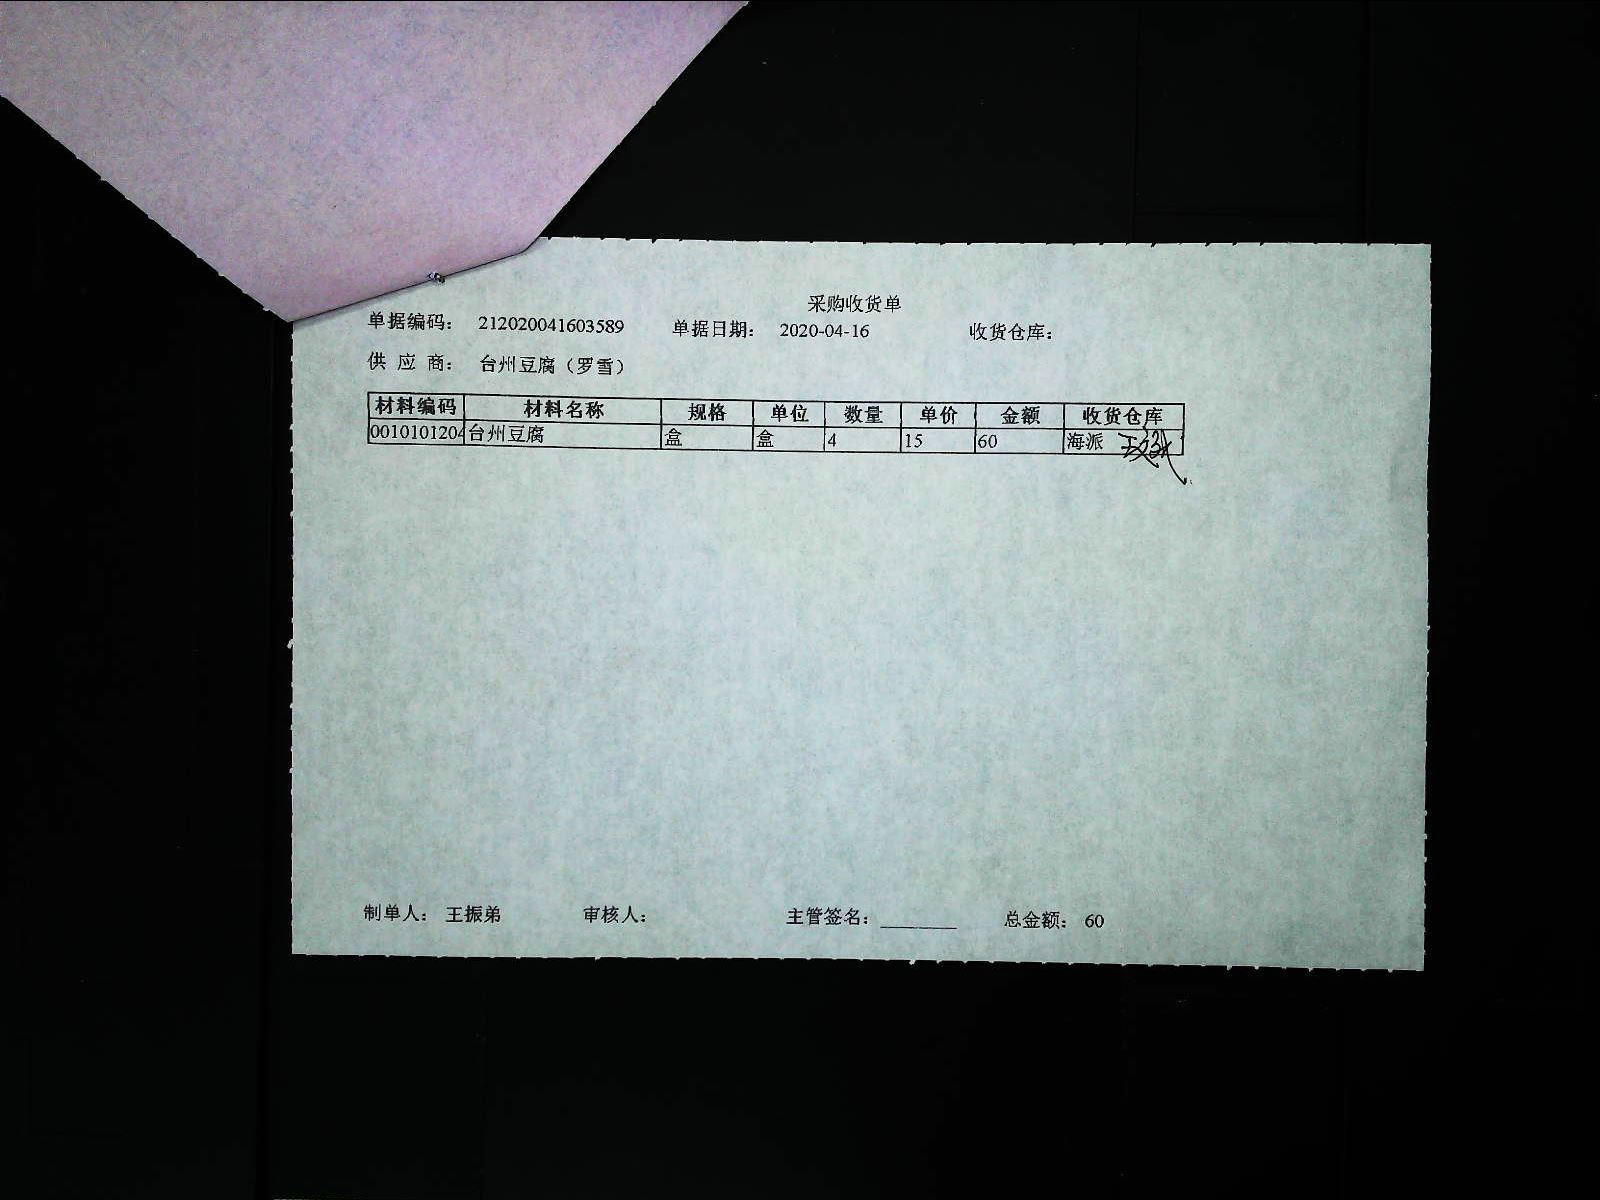 采购收货单
单据编码： 212020041603589 单据日期： 2020-04-16 收货仓库：
供 应 商： 台州豆腐（罗雪）
材料编码 材料名称 规格 单位 数量 单价 金额 收货仓库
0010101204 台州豆腐 盒 盒 4 15 60 海派
制单人： 王振弟 审核人： 主管签名：________ 总金额： 60